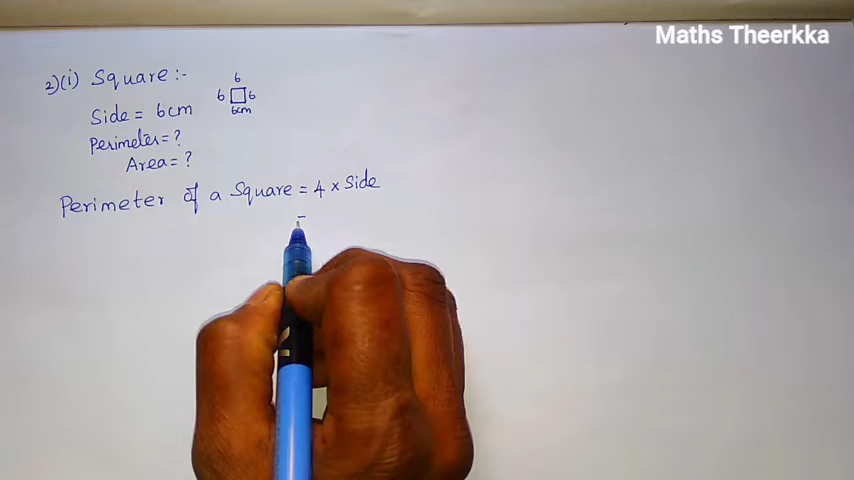 Maths Theerkka
2)(i) Square :-
6
6 6
6cm
Side = 6cm
Perimeter = ?
Area = ?
Perimeter of a Square = 4 × Side